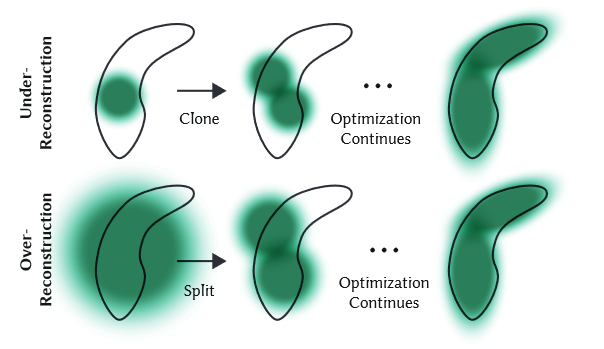 Under-
Reconstruction
Clone
...
Optimization
Continues
Over-
Reconstruction
Split
...
Optimization
Continues